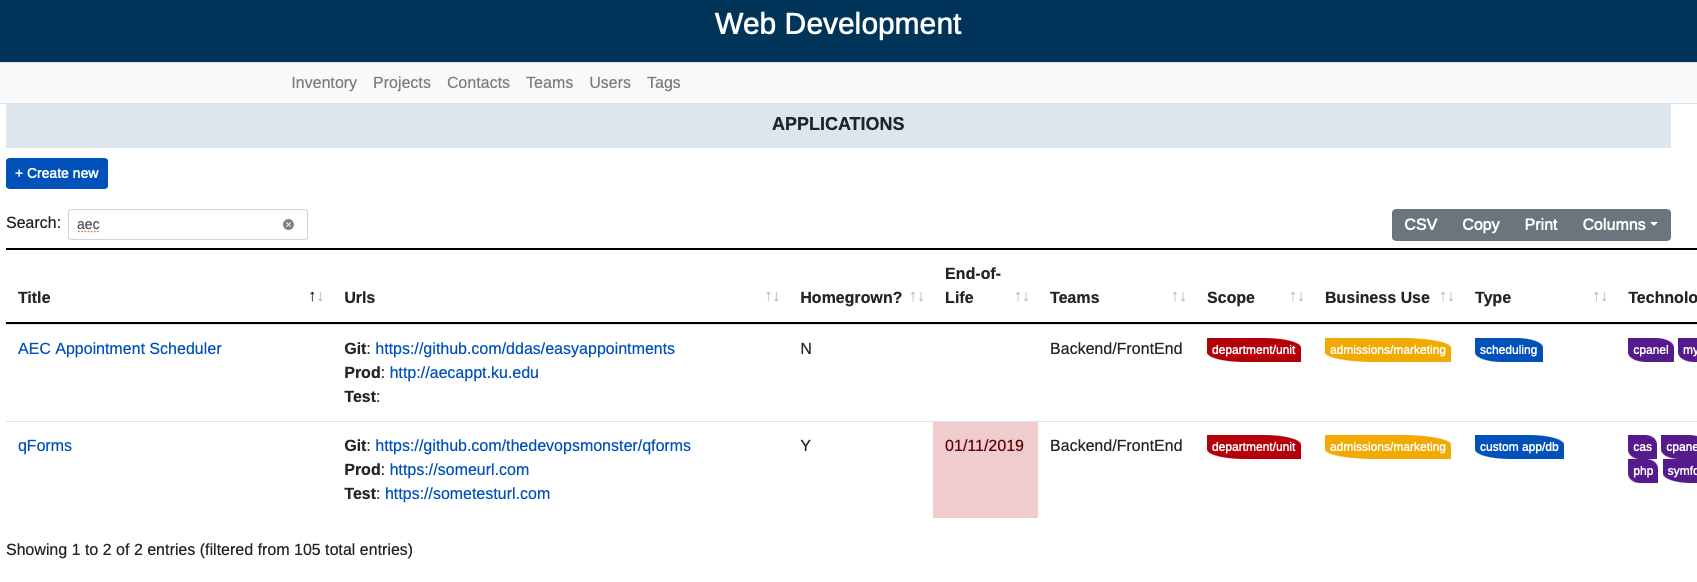 Web Development
Inventory Projects Contacts Teams Users Tags
APPLICATIONS
+ Create new
Search: aec
CSV Copy Print Columns
Title Urls Homegrown? End-of-Life Teams Scope Business Use Type Technolo
AEC Appointment Scheduler Git: https://github.com/ddas/easyappointments N Backend/FrontEnd department/unit admissions/marketing scheduling cpanel my
Prod: http://aecappt.ku.edu
Test:
qForms Git: https://github.com/thedevopsmonster/qforms Y 01/11/2019 Backend/FrontEnd department/unit admissions/marketing custom app/db cas cpane
Prod: https://someurl.com php symfo
Test: https://sometesturl.com
Showing 1 to 2 of 2 entries (filtered from 105 total entries)